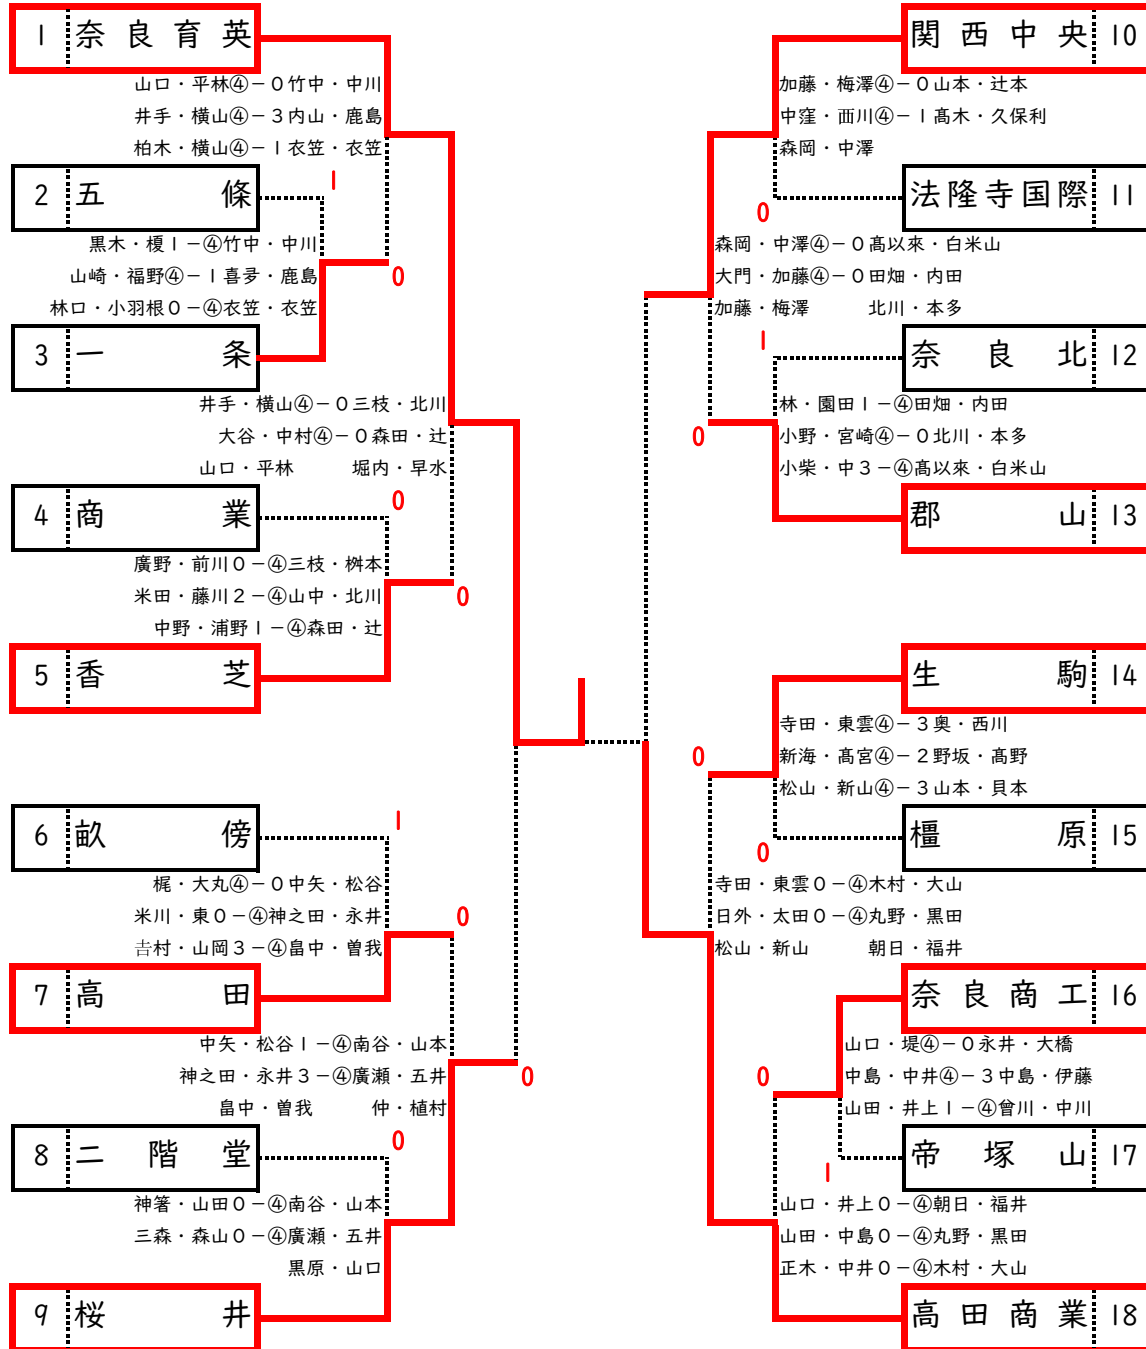 1 奈良育英
山口・平林④－0竹中・中川
井手・横山④－3内山・鹿島
柏木・横山④－1衣笠・衣笠
1
2 五條
黒木・榎1－④竹中・中川
山崎・福野④－1喜夛・鹿島
0
林口・小羽根0－④衣笠・衣笠
3 一条
井手・横山④－0三枝・北川
大谷・中村④－0森田・辻
山口・平林 堀内・早水
0
4 商業
廣野・前川0－④三枝・桝本
米田・藤川2－④山中・北川
0
中野・浦野1－④森田・辻
5 香芝
1
6 畝傍
梶・大丸④－0中矢・松谷
米川・東0－④神之田・永井
0
𠮷村・山岡3－④畠中・曽我
7 高田
中矢・松谷1－④南谷・山本
神之田・永井3－④廣瀬・五井
0
畠中・曽我 仲・植村
0
8 二階堂
神箸・山田0－④南谷・山本
三森・森山0－④廣瀬・五井
黒原・山口
9 桜井
関西中央 10
加藤・梅澤④－0山本・辻本
中窪・西川④－1髙木・久保利
森岡・中澤
法隆寺国際 11
0
森岡・中澤④－0髙以來・白米山
大門・加藤④－0田畑・内田
加藤・梅澤 北川・本多
1
奈良北 12
林・園田1－④田畑・内田
0
小野・宮崎④－0北川・本多
小柴・中3－④髙以來・白米山
郡山 13
生駒 14
寺田・東雲④－3奥・西川
0
新海・髙宮④－2野坂・髙野
松山・新山④－3山本・貝本
橿原 15
0
寺田・東雲0－④木村・大山
日外・太田0－④丸野・黒田
松山・新山 朝日・福井
奈良商工 16
山口・堤④－0永井・大橋
0
中島・中井④－3中島・伊藤
山田・井上1－④曾川・中川
帝塚山 17
1
山口・井上0－④朝日・福井
山田・中島0－④丸野・黒田
正木・中井0－④木村・大山
高田商業 18